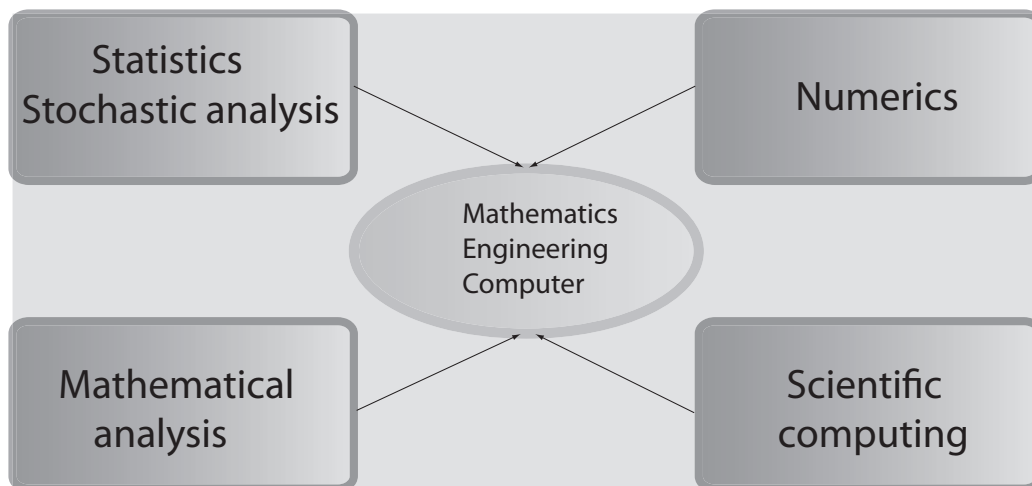 Statistics
Stochastic analysis
Numerics
Mathematics
Engineering
Computer
Mathematical
analysis
Scientific
computing